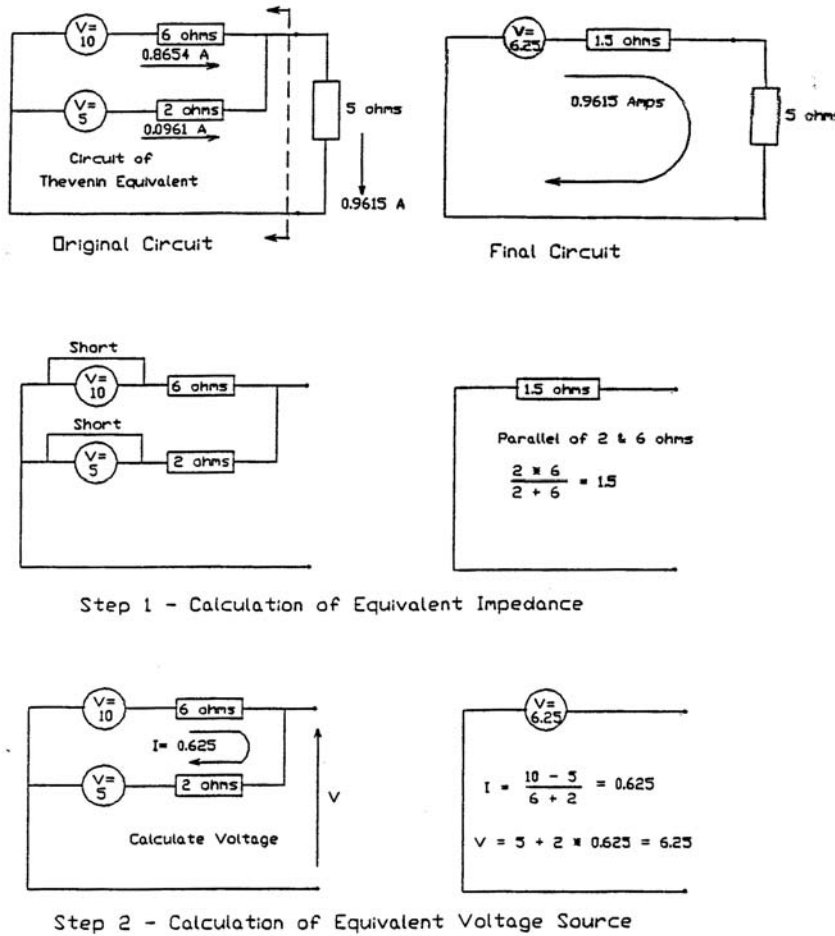 V=
10
6 ohms
0.8654 A
V=
5
2 ohms
0.0961 A
Circuit of
Thevenin Equivalent
5 ohms
0.9615 A
Original Circuit
V=
6.25
1.5 ohms
0.9615 Amps
5 ohms
Final Circuit
Short
V=
10
6 ohms
Short
V=
5
2 ohms
1.5 ohms
Parallel of 2 & 6 ohms
2 * 6
2 + 6
= 1.5
Step 1 - Calculation of Equivalent Impedance
V=
10
6 ohms
I= 0.625
V=
5
2 ohms
V
Calculate Voltage
V=
6.25
I = 10 - 5 = 0.625
6 + 2
V = 5 + 2 * 0.625 = 6.25
Step 2 - Calculation of Equivalent Voltage Source